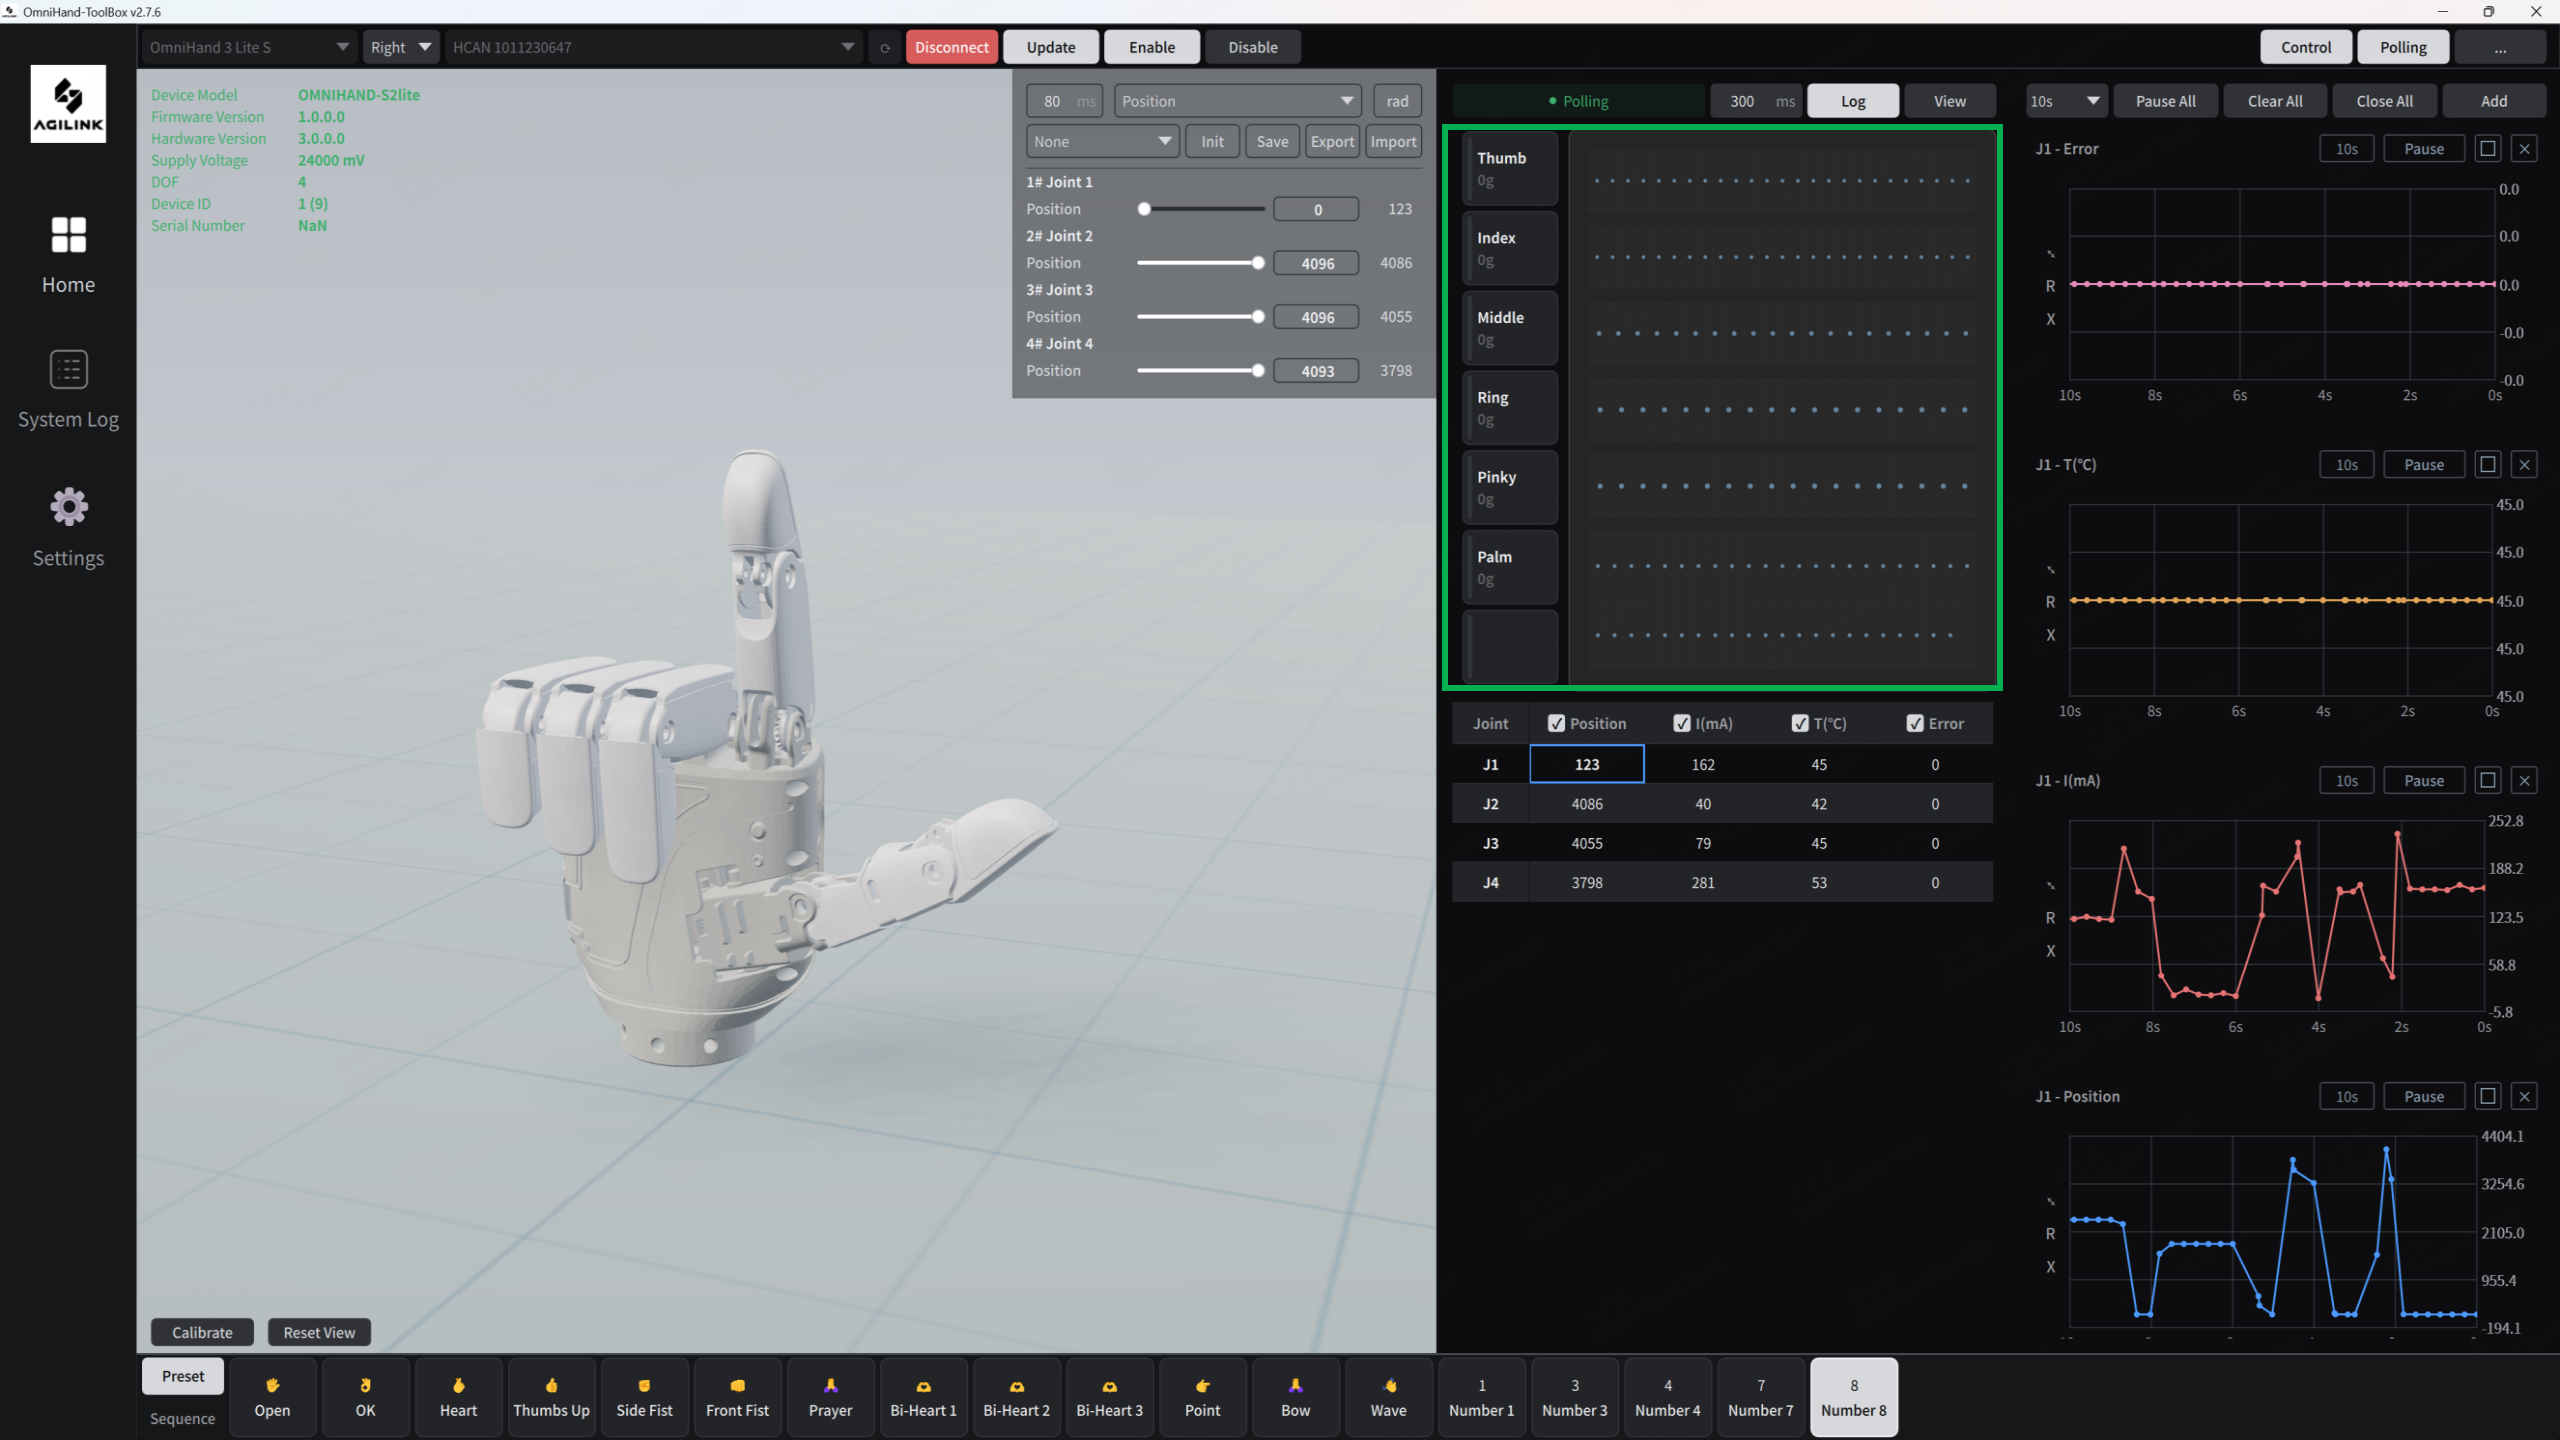 OmniHand-ToolBox v2.7.6
OmniHand 3 Lite S
Right
HCAN 1011230647
Disconnect
Update
Enable
Disable
Control
Polling
...
AGILINK
Home
System Log
Settings
Device Model OMNIHAND-S2lite
Firmware Version 1.0.0.0
Hardware Version 3.0.0.0
Supply Voltage 24000 mV
DOF 4
Device ID 1 (9)
Serial Number NaN
80 ms Position rad
None Init Save Export Import
1# Joint 1
Position 0 123
2# Joint 2
Position 4096 4086
3# Joint 3
Position 4096 4055
4# Joint 4
Position 4093 3798
Calibrate
Reset View
Polling 300 ms Log View
Thumb
0g
Index
0g
Middle
0g
Ring
0g
Pinky
0g
Palm
0g
Joint Position I(mA) T(℃) Error
J1 123 162 45 0
J2 4086 40 42 0
J3 4055 79 45 0
J4 3798 281 53 0
10s Pause All Clear All Close All Add
J1 - Error 10s Pause
0.0
0.0
R 0.0
X -0.0
-0.0
10s 8s 6s 4s 2s 0s
J1 - T(℃) 10s Pause
45.0
45.0
R 45.0
X 45.0
45.0
10s 8s 6s 4s 2s 0s
J1 - I(mA) 10s Pause
252.8
188.2
R 123.5
X 58.8
-5.8
10s 8s 6s 4s 2s 0s
J1 - Position 10s Pause
4404.1
3254.6
R 2105.0
X 955.4
-194.1
Preset
Sequence
Open
OK
Heart
Thumbs Up
Side Fist
Front Fist
Prayer
Bi-Heart 1
Bi-Heart 2
Bi-Heart 3
Point
Bow
Wave
1
Number 1
3
Number 3
4
Number 4
7
Number 7
8
Number 8